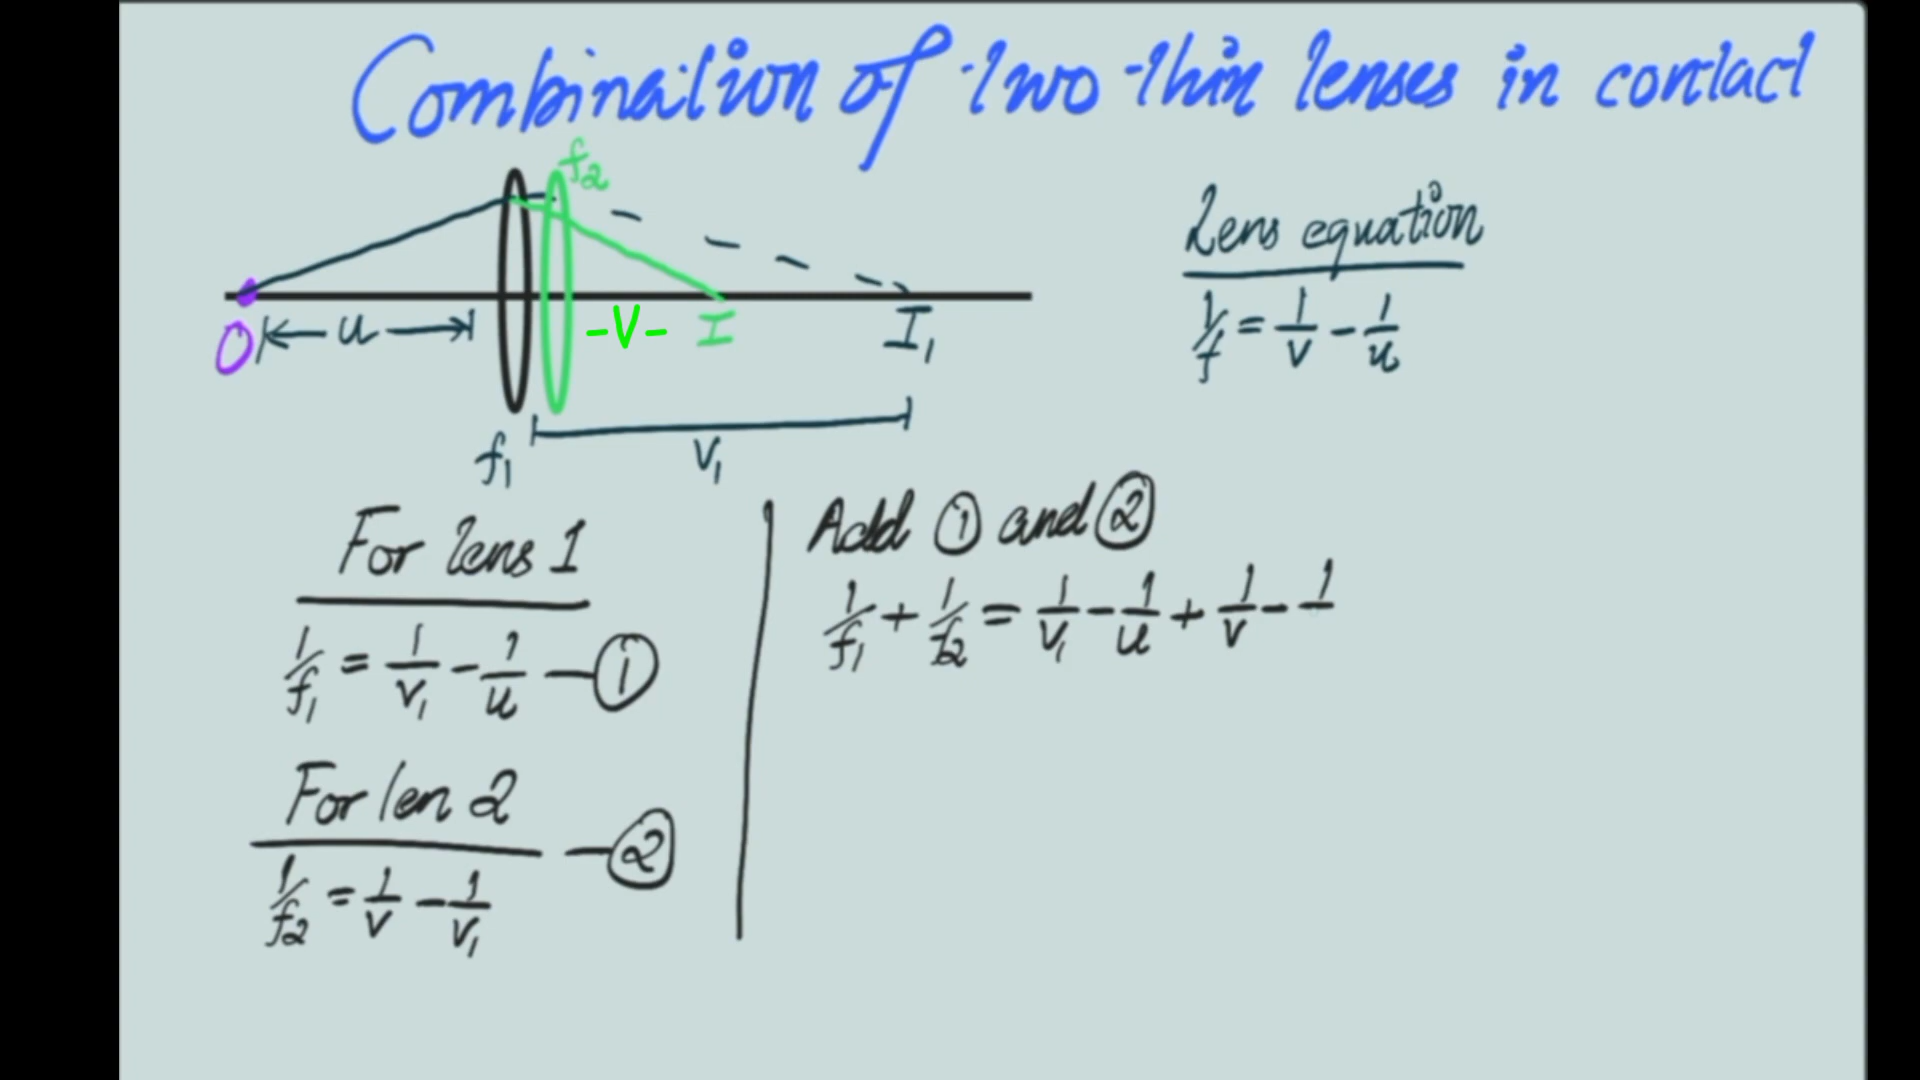 Combination of two thin lenses in contact
f₂
O u -V- I I₁
f₁ v₁
Lens equation
1/f = 1/v - 1/u
For lens 1
1/f₁ = 1/v₁ - 1/u — ①
For len 2
— ②
1/f₂ = 1/v - 1/v₁
Add ① and ②
1/f₁ + 1/f₂ = 1/v₁ - 1/u + 1/v - 1/